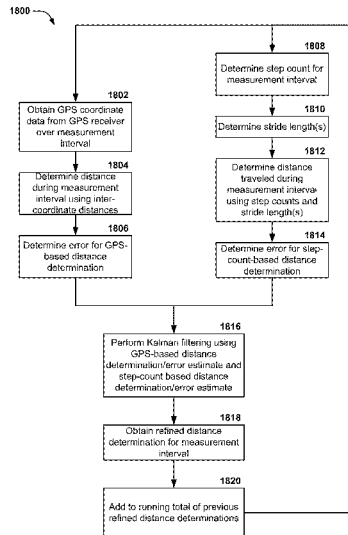 1800
1802
Obtain GPS coordinate
data from GPS receiver
over measurement
interval
1804
Determine distance
during measurement
interval using inter-
coordinate distances
1806
Determine error for GPS-
based distance
determination
1808
Determine step count for
measurement interval
1810
Determine stride length(s)
1812
Determine distance
traveled during
measurement interval
using step counts and
stride length(s)
1814
Determine error for step-
count-based distance
determination
1816
Perform Kalman filtering using
GPS-based distance
determination/error estimate and
step-count based distance
determination/error estimate
1818
Obtain refined distance
determination for measurement
interval
1820
Add to running total of previous
refined distance determinations